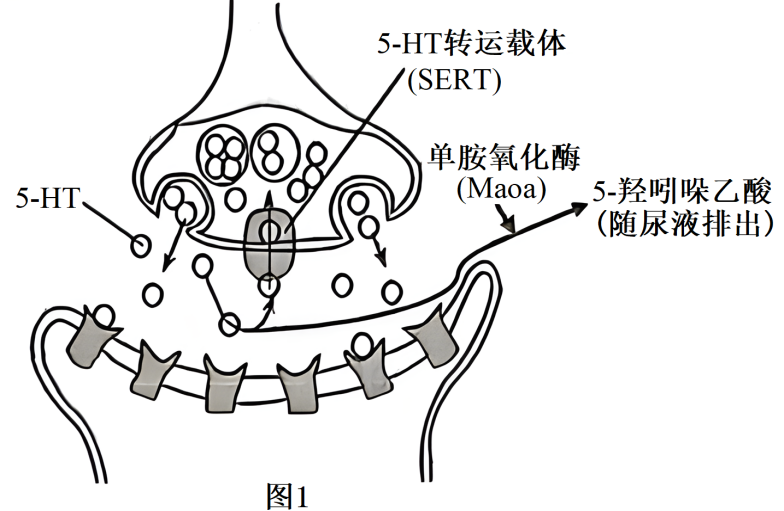 5-HT转运载体
(SERT)
单胺氧化酶
(Maoa)
5-HT
5-羟吲哚乙酸
(随尿液排出)
图1